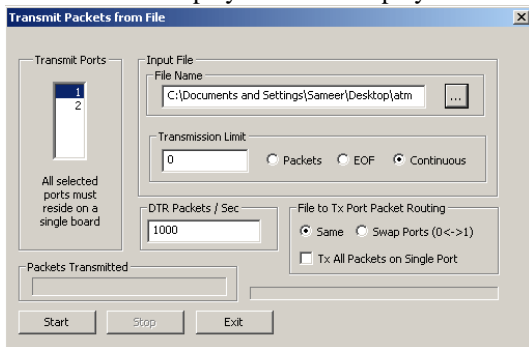 Transmit Packets from File
Transmit Ports
1
2
All selected
ports must
reside on a
single board
Input File
File Name
C:\Documents and Settings\Sameer\Desktop\atm
...
Transmission Limit
0
Packets
EOF
Continuous
DTR Packets / Sec
1000
File to Tx Port Packet Routing
Same
Swap Ports (0<->1)
Tx All Packets on Single Port
Packets Transmitted
Start
Stop
Exit